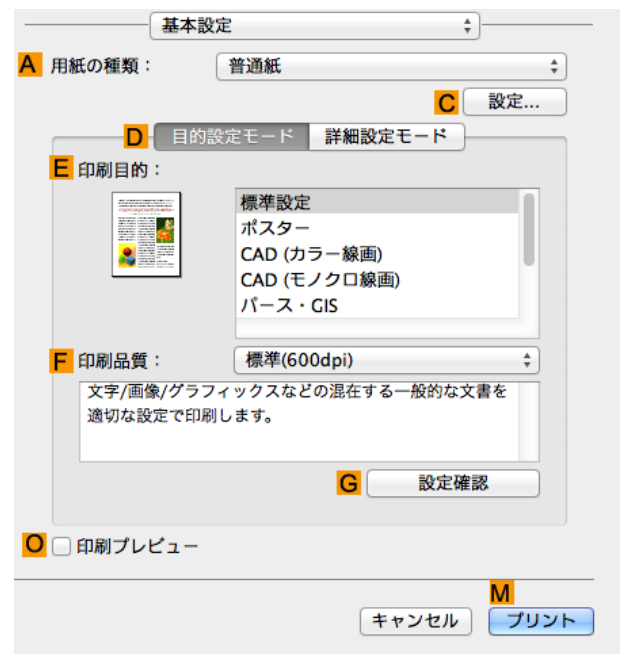 基本設定
A 用紙の種類： 普通紙
C 設定...
D 目的設定モード 詳細設定モード
E 印刷目的：
標準設定
ポスター
CAD (カラー線画)
CAD (モノクロ線画)
パース・GIS
F 印刷品質： 標準(600dpi)
文字/画像/グラフィックスなどの混在する一般的な文書を
適切な設定で印刷します。
G 設定確認
O 印刷プレビュー
M
キャンセル プリント